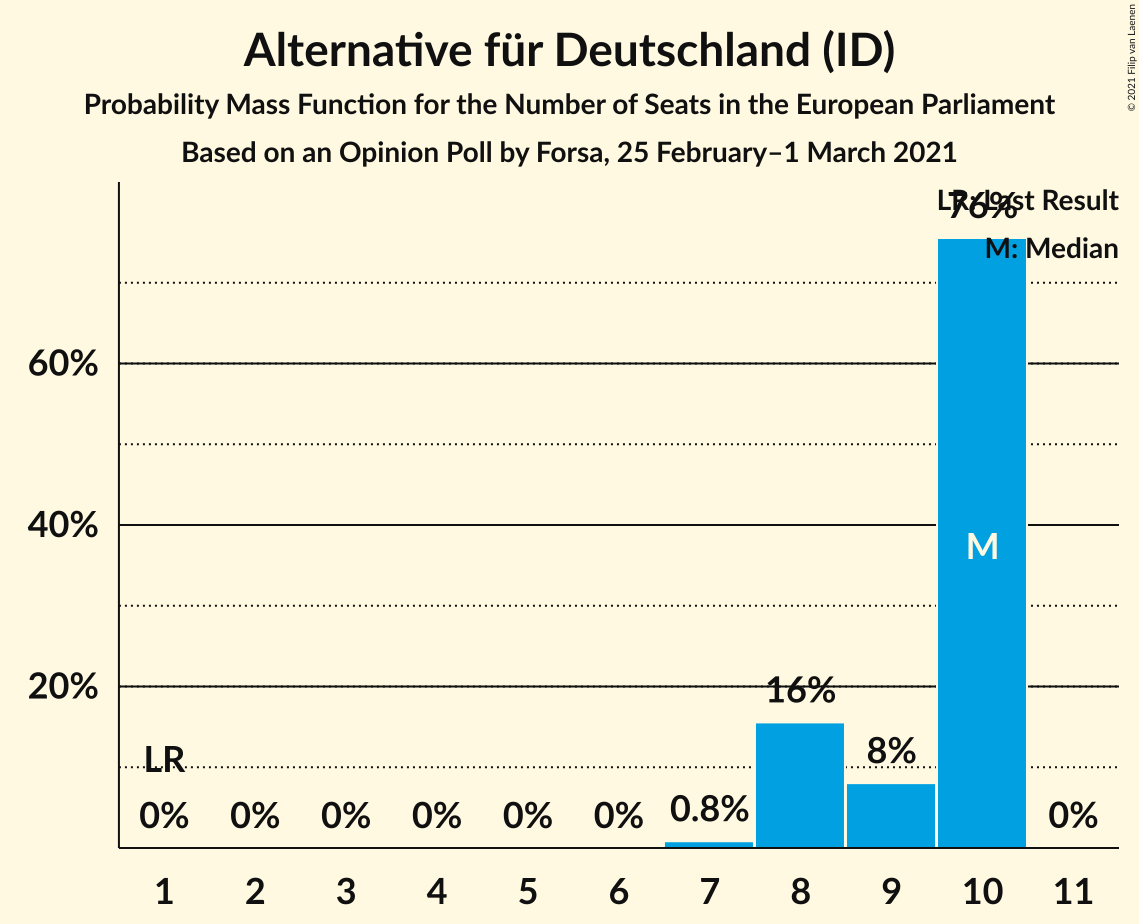 Alternative für Deutschland (ID)
Probability Mass Function for the Number of Seats in the European Parliament
Based on an Opinion Poll by Forsa, 25 February–1 March 2021
© 2021 Filip van Laenen
LR: Last Result
M: Median
76%
60%
40%
20%
M
16%
8%
LR
0% 0% 0% 0% 0% 0% 0.8% 0%
1 2 3 4 5 6 7 8 9 10 11